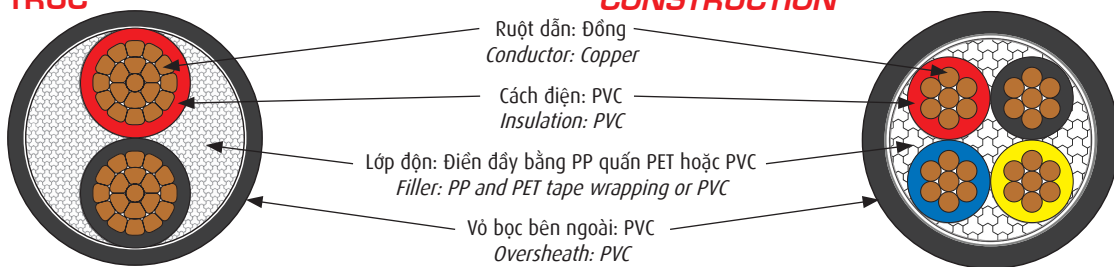 TRÚC
CONSTRUCTION
Ruột dẫn: Đồng
Conductor: Copper
Cách điện: PVC
Insulation: PVC
Lớp độn: Điền đầy bằng PP quấn PET hoặc PVC
Filler: PP and PET tape wrapping or PVC
Vỏ bọc bên ngoài: PVC
Oversheath: PVC